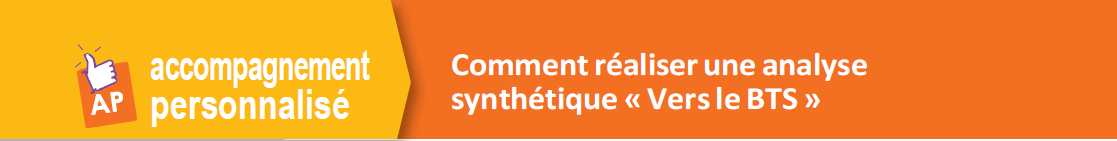 AP
accompagnement
personnalisé
Comment réaliser une analyse
synthétique « Vers le BTS »